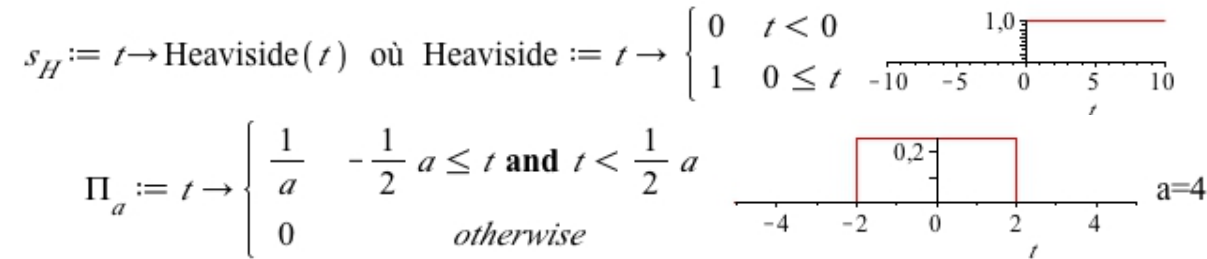 s_H := t → Heaviside(t) où Heaviside := t → { 0 t < 0
1 0 ≤ t
1,0
-10 -5 0 5 10
t
Π_a := t → { 1/a -1/2 a ≤ t and t < 1/2 a
0 otherwise
0,2
-4 -2 0 2 4
t
a=4